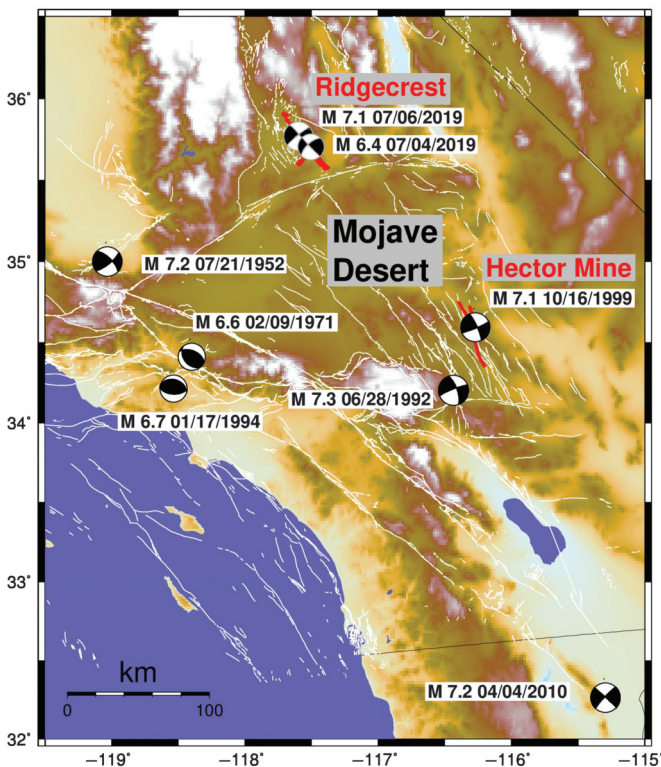 36°
Ridgecrest
M 7.1 07/06/2019
M 6.4 07/04/2019
Mojave
Desert
35°
M 7.2 07/21/1952
Hector Mine
M 7.1 10/16/1999
M 6.6 02/09/1971
M 7.3 06/28/1992
34°
M 6.7 01/17/1994
33°
km
0
100
M 7.2 04/04/2010
32°
−119°
−118°
−117°
−116°
−115°